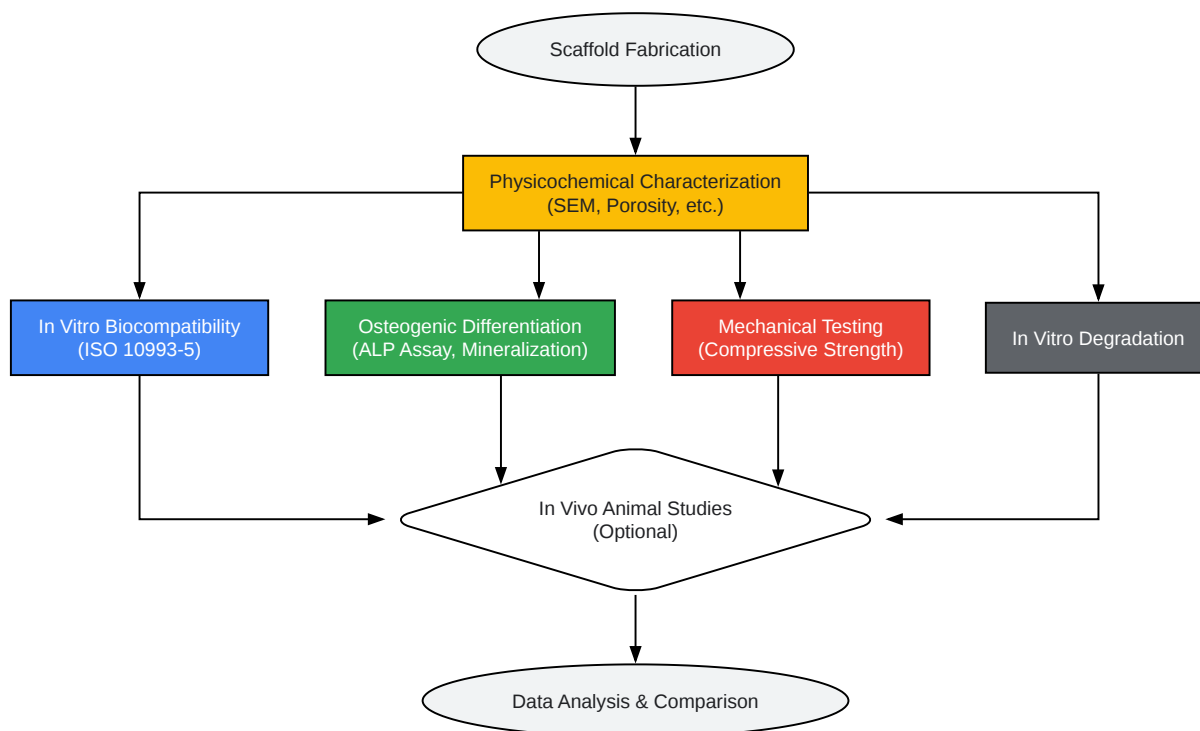 Scaffold Fabrication
Physicochemical Characterization
(SEM, Porosity, etc.)
In Vitro Biocompatibility
(ISO 10993-5)
Osteogenic Differentiation
(ALP Assay, Mineralization)
Mechanical Testing
(Compressive Strength)
In Vitro Degradation
In Vivo Animal Studies
(Optional)
Data Analysis & Comparison